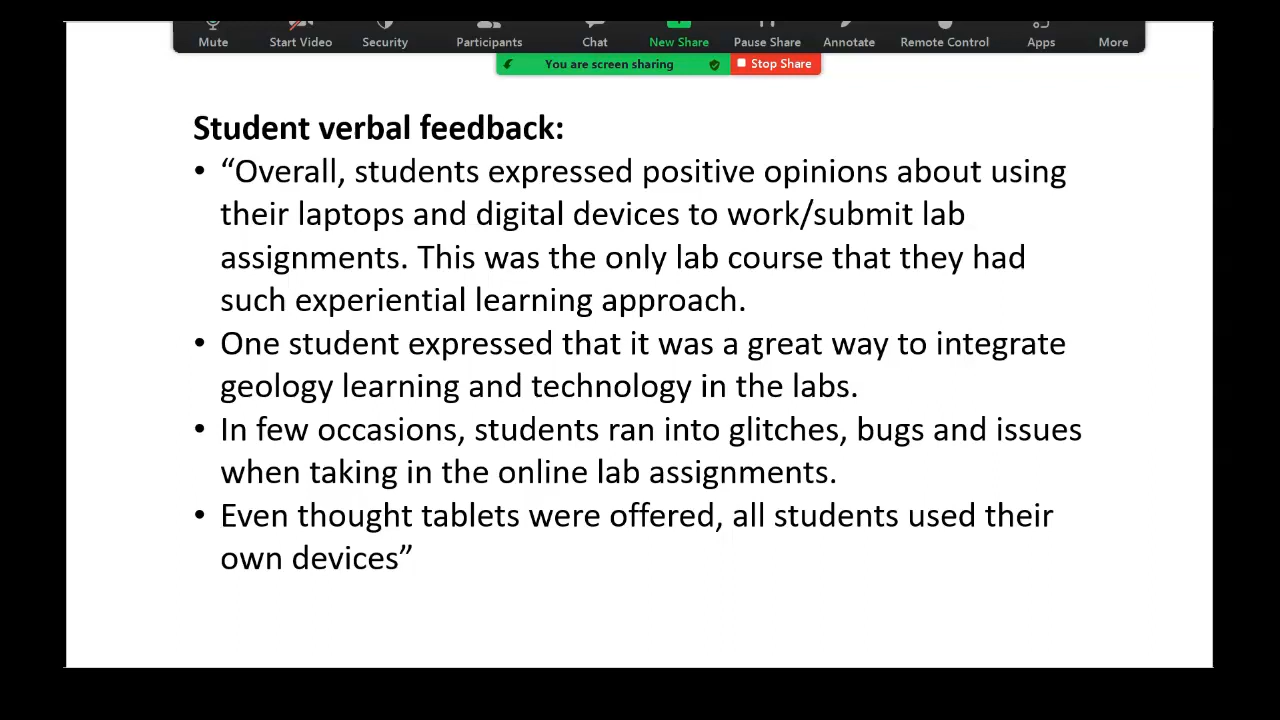 Mute Start Video Security Participants Chat New Share Pause Share Annotate Remote Control Apps More
You are screen sharing Stop Share
Student verbal feedback:
• “Overall, students expressed positive opinions about using
their laptops and digital devices to work/submit lab
assignments. This was the only lab course that they had
such experiential learning approach.
• One student expressed that it was a great way to integrate
geology learning and technology in the labs.
• In few occasions, students ran into glitches, bugs and issues
when taking in the online lab assignments.
• Even thought tablets were offered, all students used their
own devices”